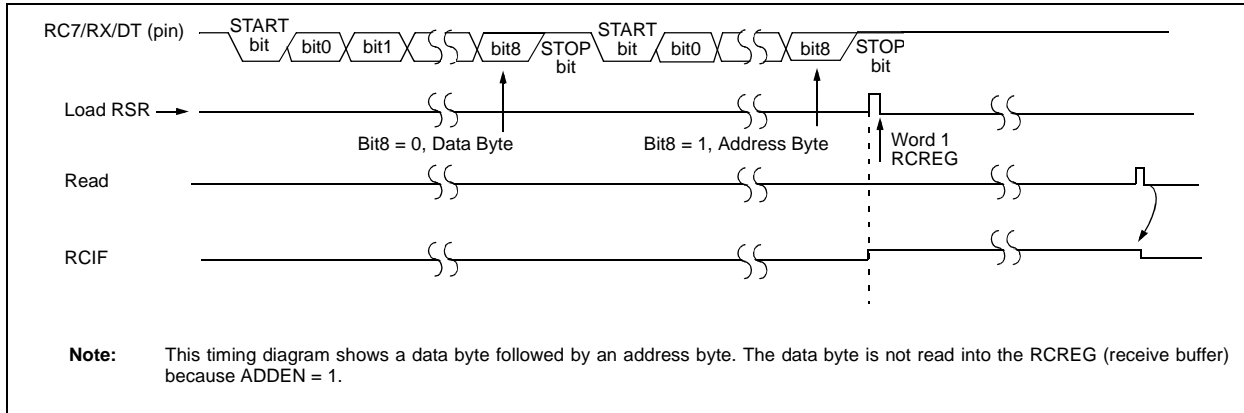 RC7/RX/DT (pin)
START
bit
bit0
bit1
bit8
STOP
bit
START
bit
bit0
bit8
STOP
bit
Load RSR
Bit8 = 0, Data Byte
Bit8 = 1, Address Byte
Word 1
RCREG
Read
RCIF
Note: This timing diagram shows a data byte followed by an address byte. The data byte is not read into the RCREG (receive buffer)
because ADDEN = 1.